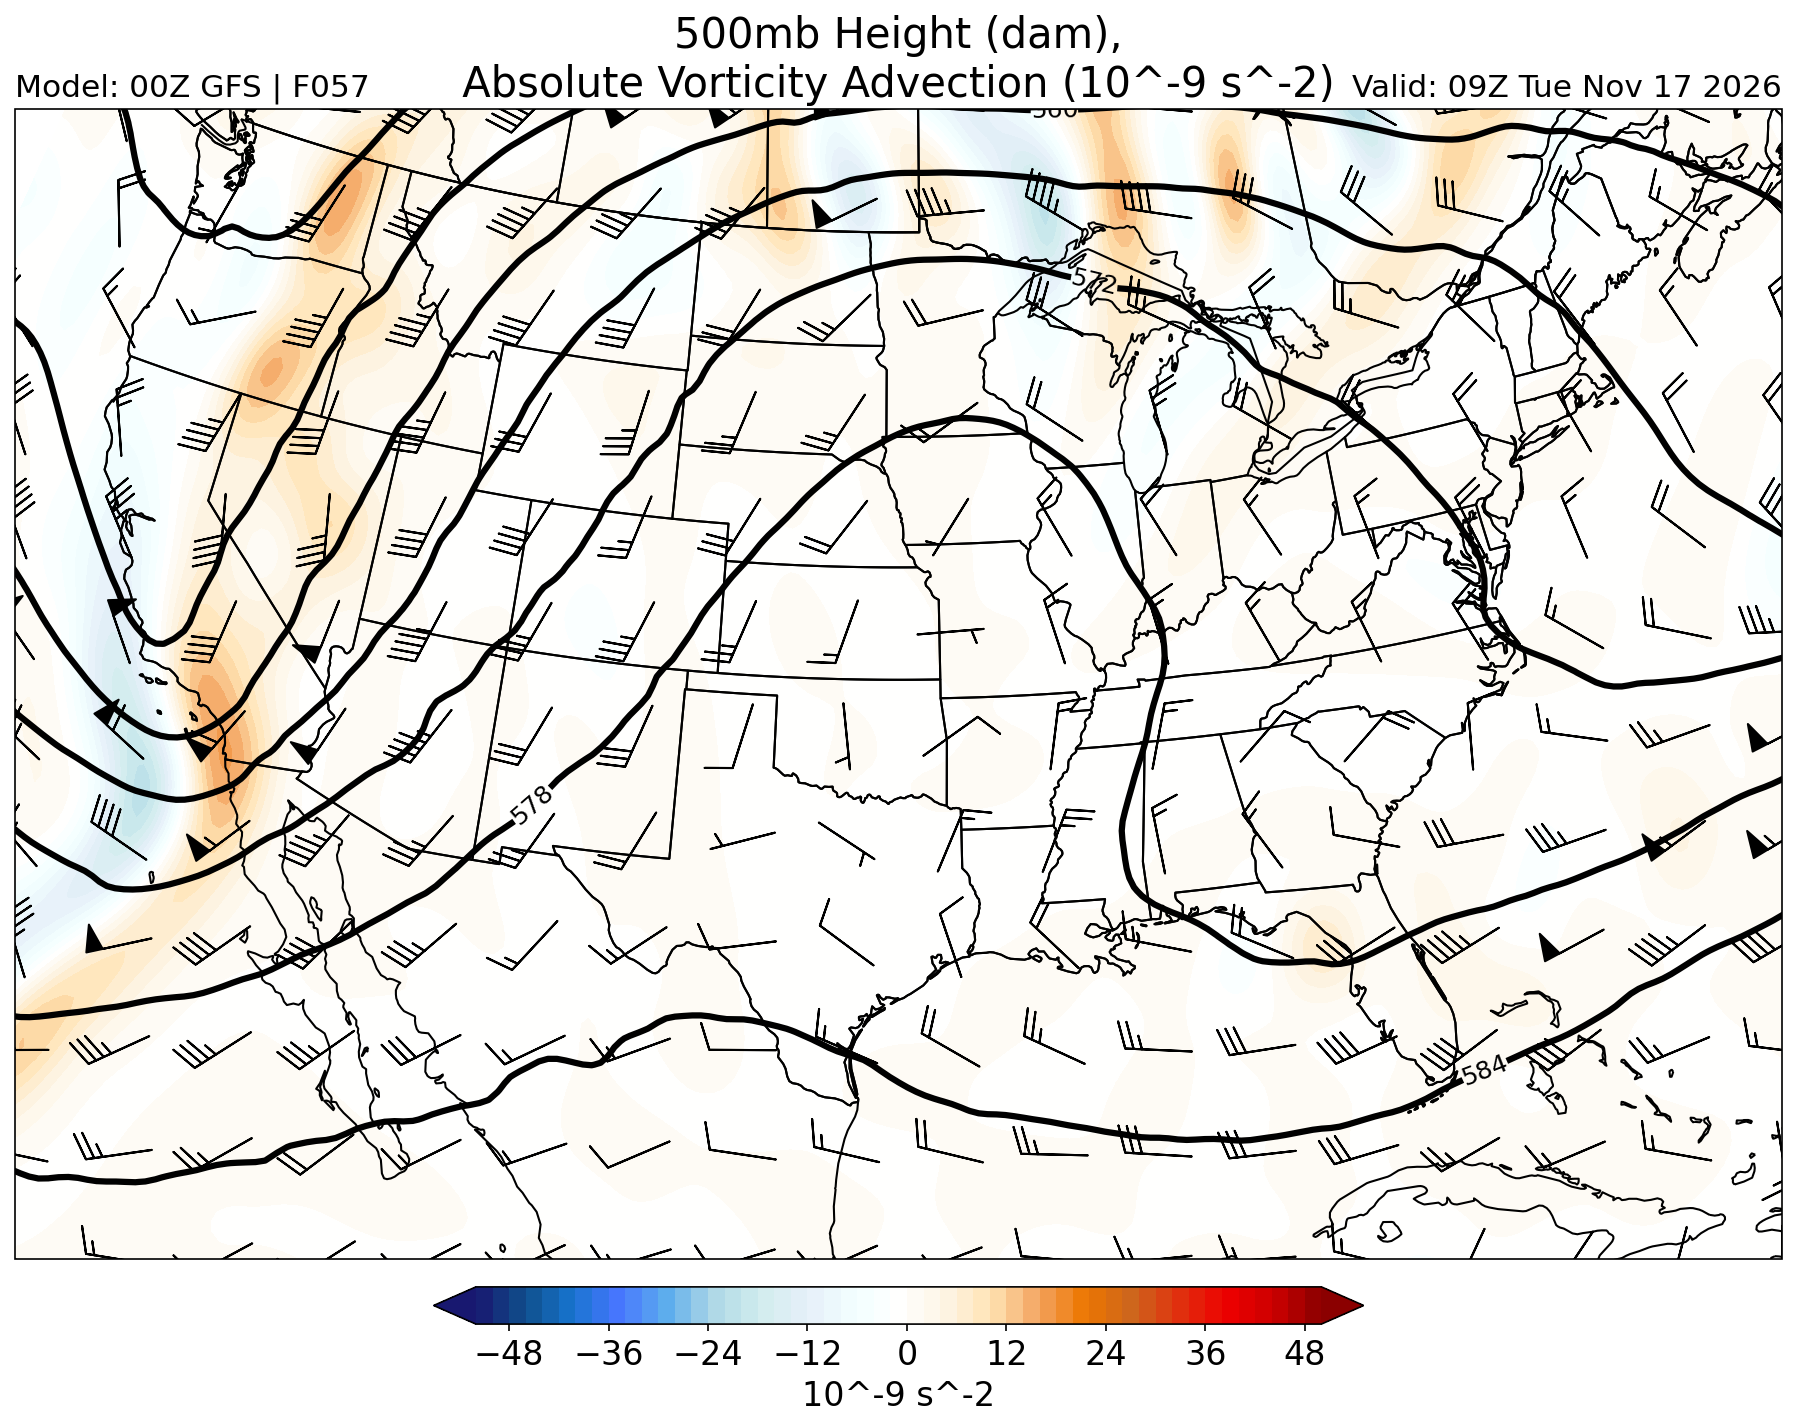 500mb Height (dam),
Model: 00Z GFS | F057
Absolute Vorticity Advection (10^-9 s^-2)
Valid: 09Z Tue Nov 17 2026
572
578
584
−48 −36 −24 −12 0 12 24 36 48
10^-9 s^-2